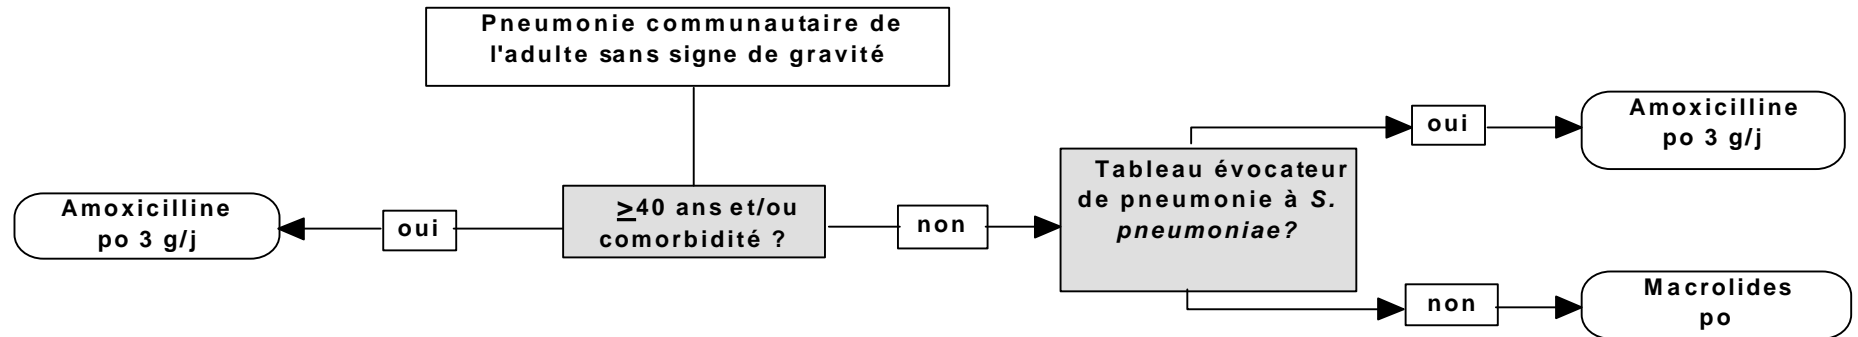 Pneumonie communautaire de
l'adulte sans signe de gravité
≥40 ans et/ou
comorbidité ?
oui
Amoxicilline
po 3 g/j
non
Tableau évocateur
de pneumonie à S.
pneumoniae?
oui
Amoxicilline
po 3 g/j
non
Macrolides
po